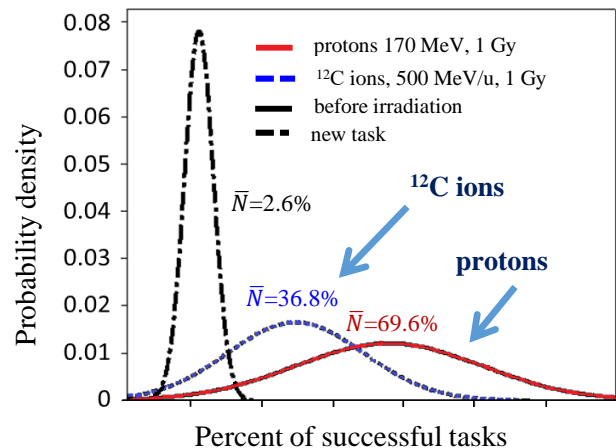 0.08
0.07
0.06
0.05
0.04
0.03
0.02
0.01
0
Probability density
protons 170 MeV, 1 Gy
¹²C ions, 500 MeV/u, 1 Gy
before irradiation
new task
N̅=2.6%
¹²C ions
protons
N̅=36.8%
N̅=69.6%
Percent of successful tasks